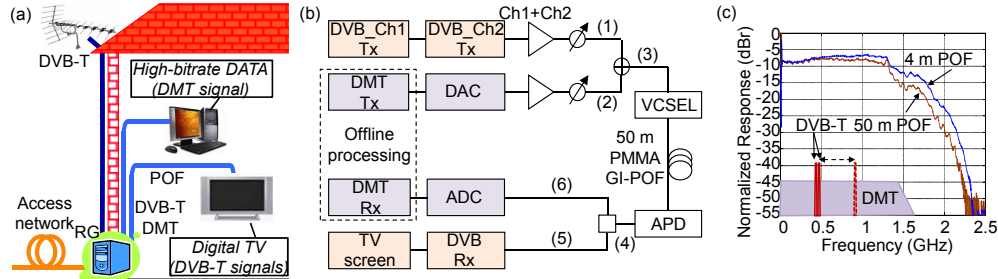 (a)
DVB-T
High-bitrate DATA
(DMT signal)
POF
Access
network
RG
DVB-T
DMT
Digital TV
(DVB-T signals)
(b)
DVB_Ch1
Tx
DVB_Ch2
Tx
Ch1+Ch2
(1)
(3)
DMT
Tx
DAC
(2)
VCSEL
Offline
processing
50 m
PMMA
GI-POF
DMT
Rx
ADC
(6)
APD
TV
screen
DVB
Rx
(5)
(4)
(c)
Normalized Response (dBr)
0
-5
-10
-15
-20
-25
-30
-35
-40
-45
-50
-55
4 m POF
50 m POF
DVB-T
DMT
0 0.5 1.0 1.5 2.0 2.5
Frequency (GHz)